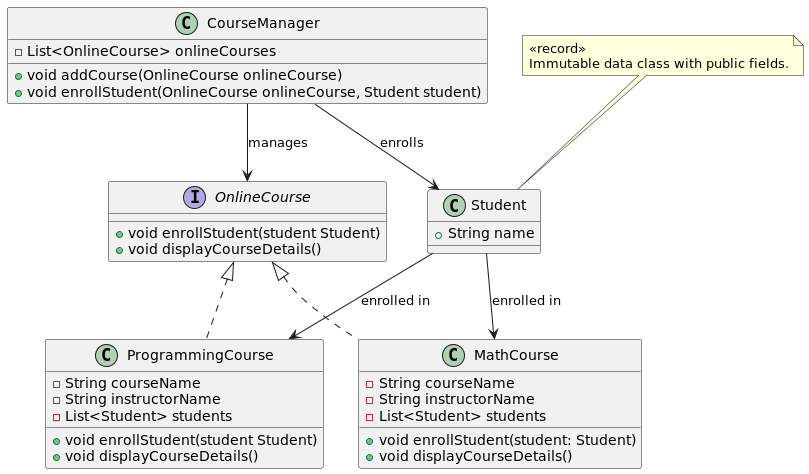 C CourseManager
List<OnlineCourse> onlineCourses
void addCourse(OnlineCourse onlineCourse)
void enrollStudent(OnlineCourse onlineCourse, Student student)
«record»
Immutable data class with public fields.
manages
enrolls
I OnlineCourse
void enrollStudent(student Student)
void displayCourseDetails()
C Student
String name
enrolled in
enrolled in
C ProgrammingCourse
String courseName
String instructorName
List<Student> students
void enrollStudent(student Student)
void displayCourseDetails()
C MathCourse
String courseName
String instructorName
List<Student> students
void enrollStudent(student: Student)
void displayCourseDetails()